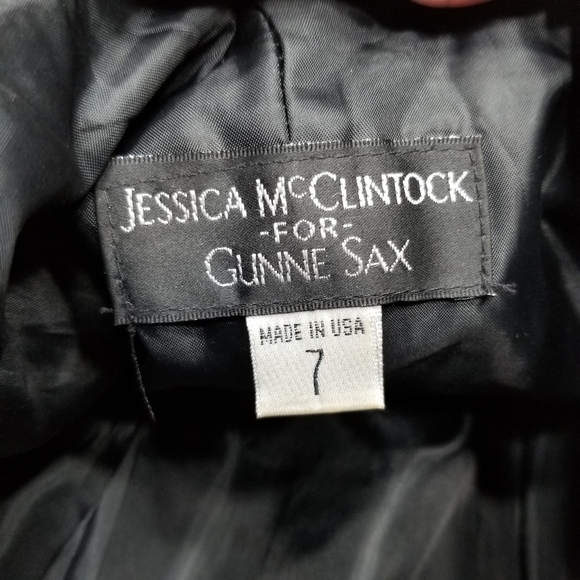 JESSICA MCCLINTOCK
-FOR-
GUNNE SAX
MADE IN USA
7